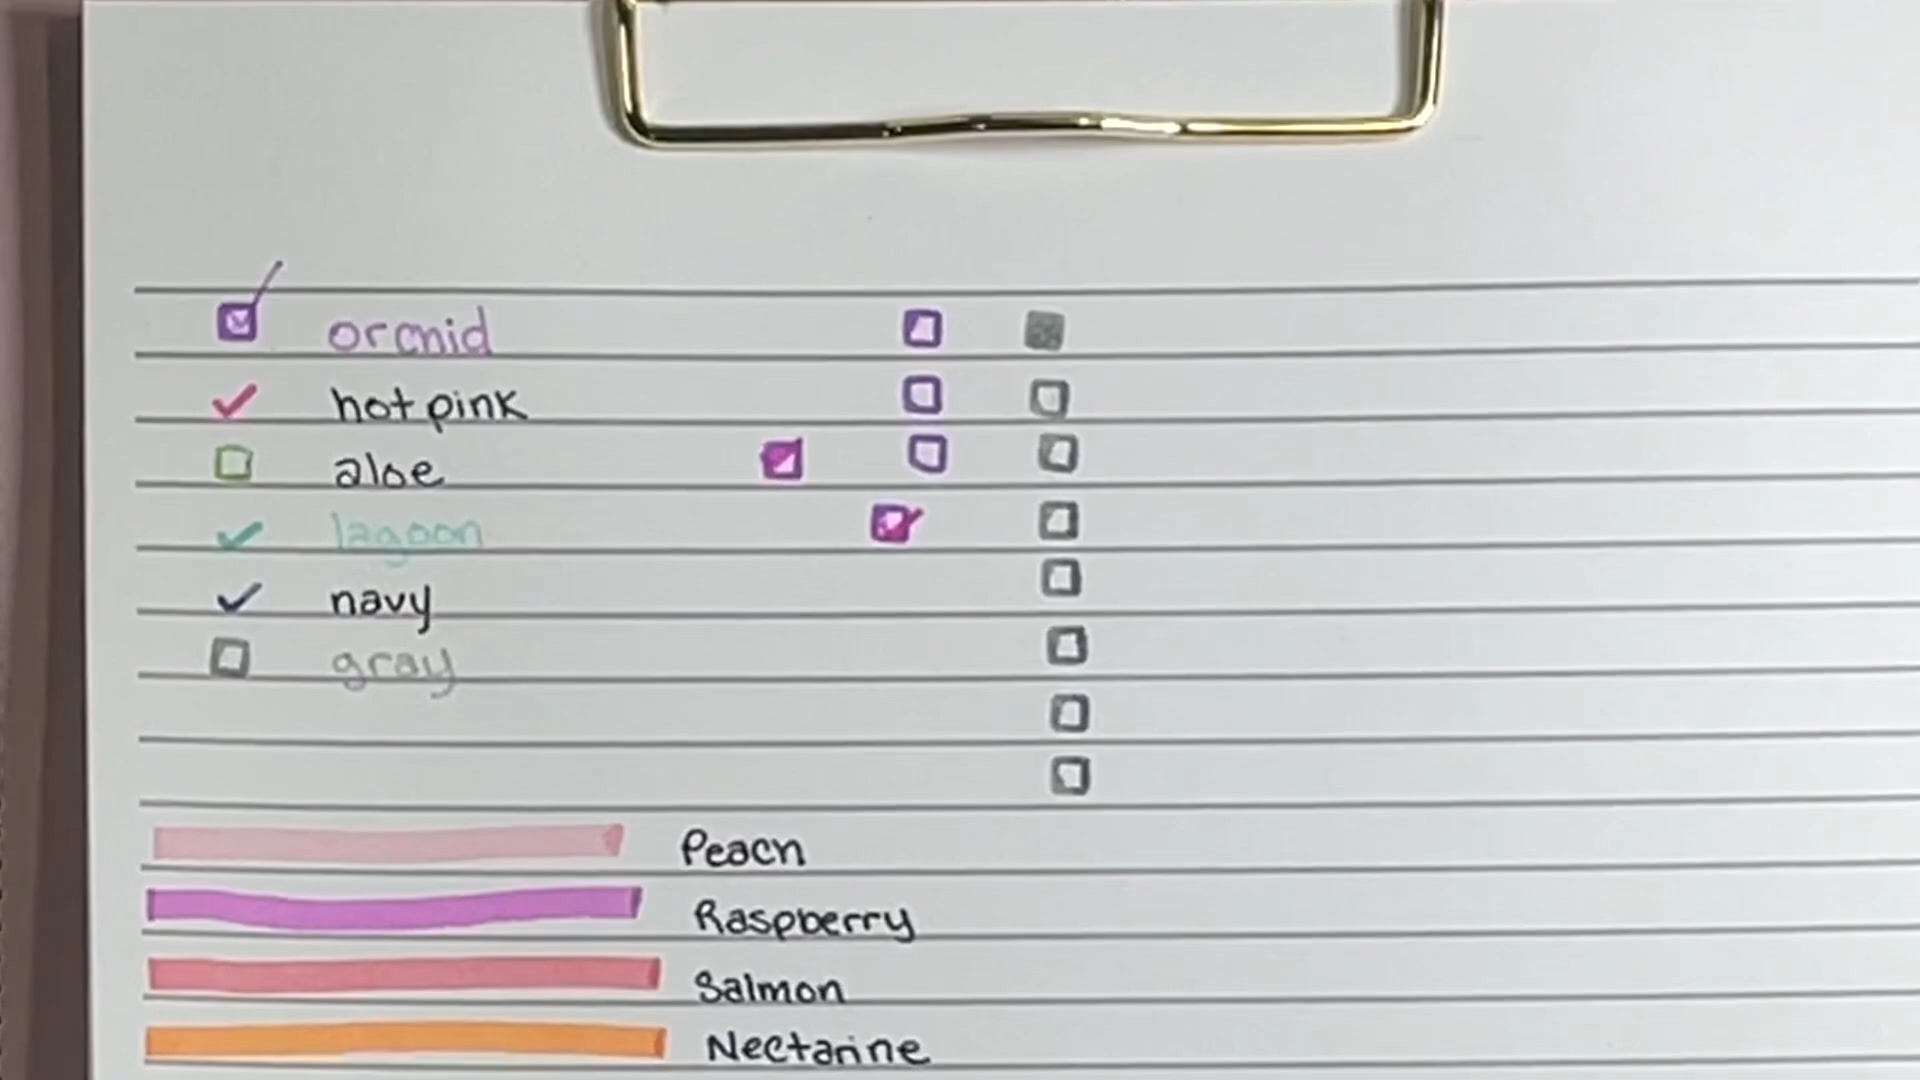 orchid
hot pink
aloe
lagoon
navy
gray
Peach
Raspberry
Salmon
Nectarine